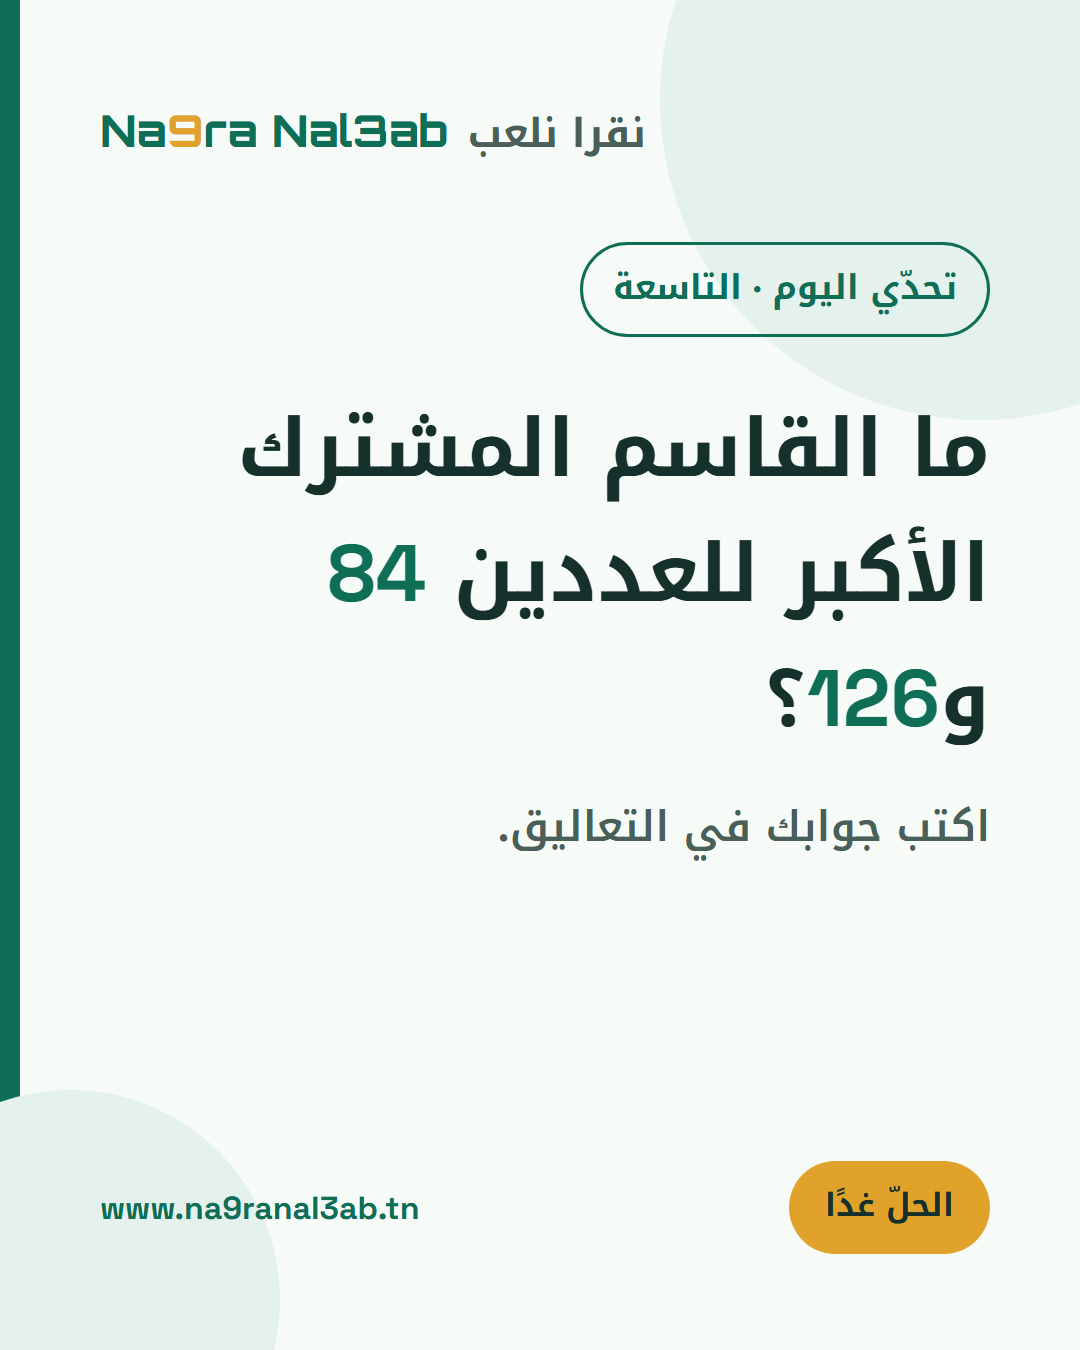 Na9ra Nal3ab نقرا نلعب
تحدّي اليوم · التاسعة
ما القاسم المشترك
الأكبر للعددين 84
و126؟
اكتب جوابك في التعاليق.
الحلّ غدًا
www.na9ranal3ab.tn